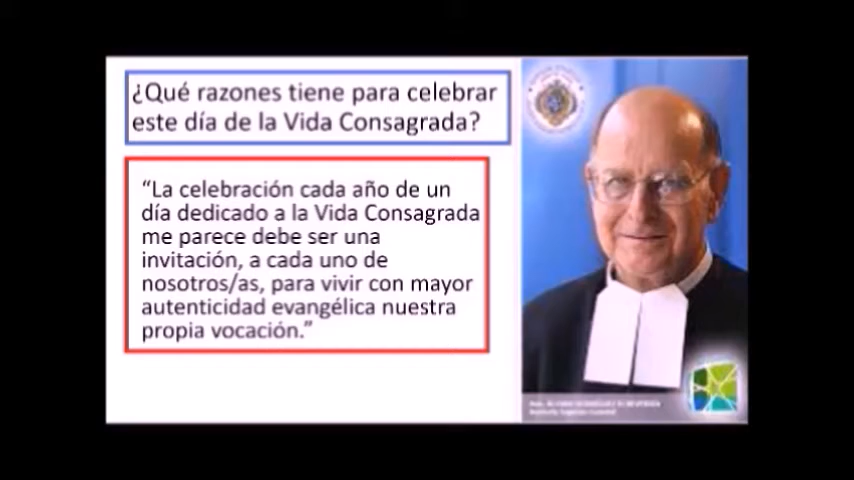 ¿Qué razones tiene para celebrar
este día de la Vida Consagrada?
“La celebración cada año de un
día dedicado a la Vida Consagrada
me parece debe ser una
invitación, a cada uno de
nosotros/as, para vivir con mayor
autenticidad evangélica nuestra
propia vocación.”